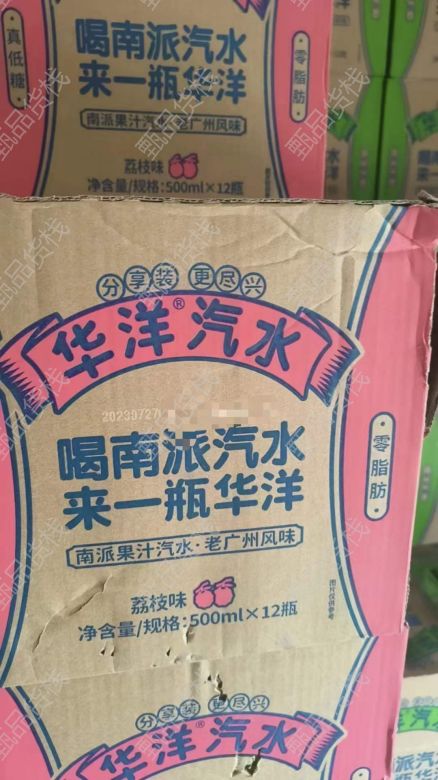 真低糖
喝南派汽水
来一瓶华洋
南派果汁汽水·老广州风味
零脂肪
荔枝味
净含量/规格:500ml×12瓶
分享装 更尽兴
华洋®汽水
20230727
喝南派汽水
来一瓶华洋
南派果汁汽水·老广州风味
零脂肪
荔枝味
净含量/规格:500ml×12瓶
图片仅供参考
分享装 更尽兴
华洋®汽水
甄品货栈